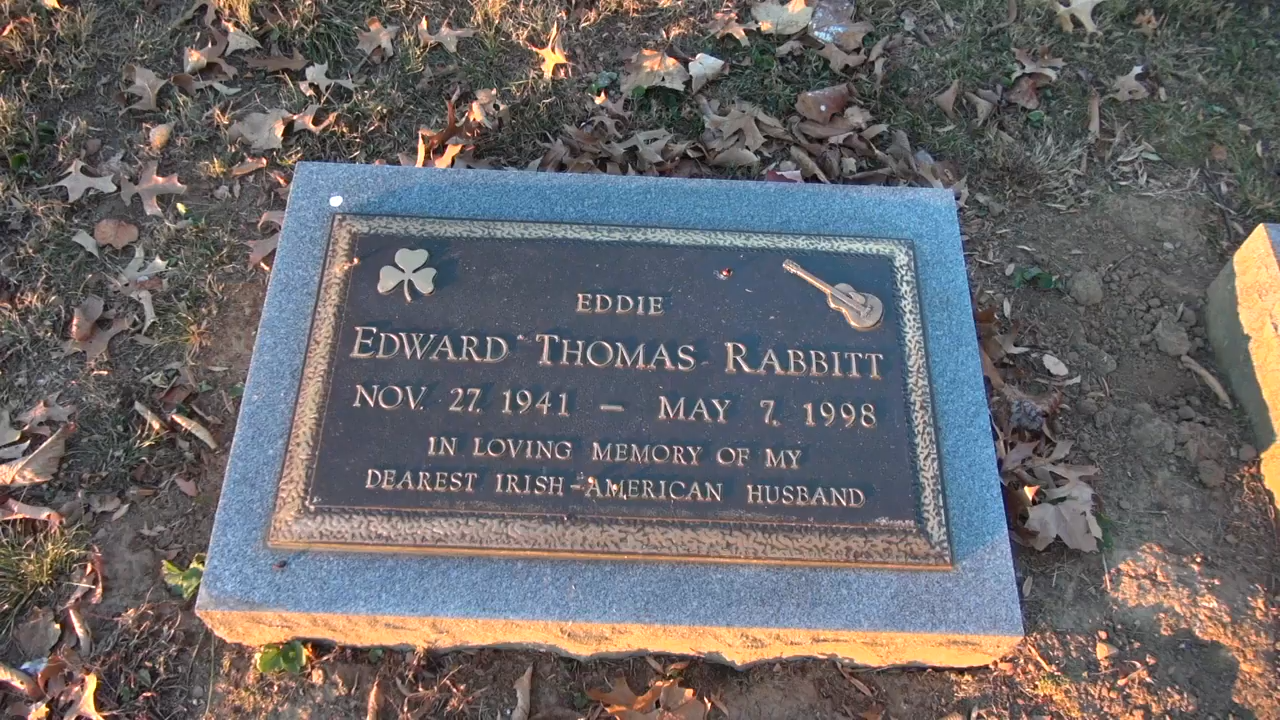 EDDIE
EDWARD THOMAS RABBITT
NOV. 27, 1941 – MAY 7, 1998
IN LOVING MEMORY OF MY
DEAREST IRISH-AMERICAN HUSBAND